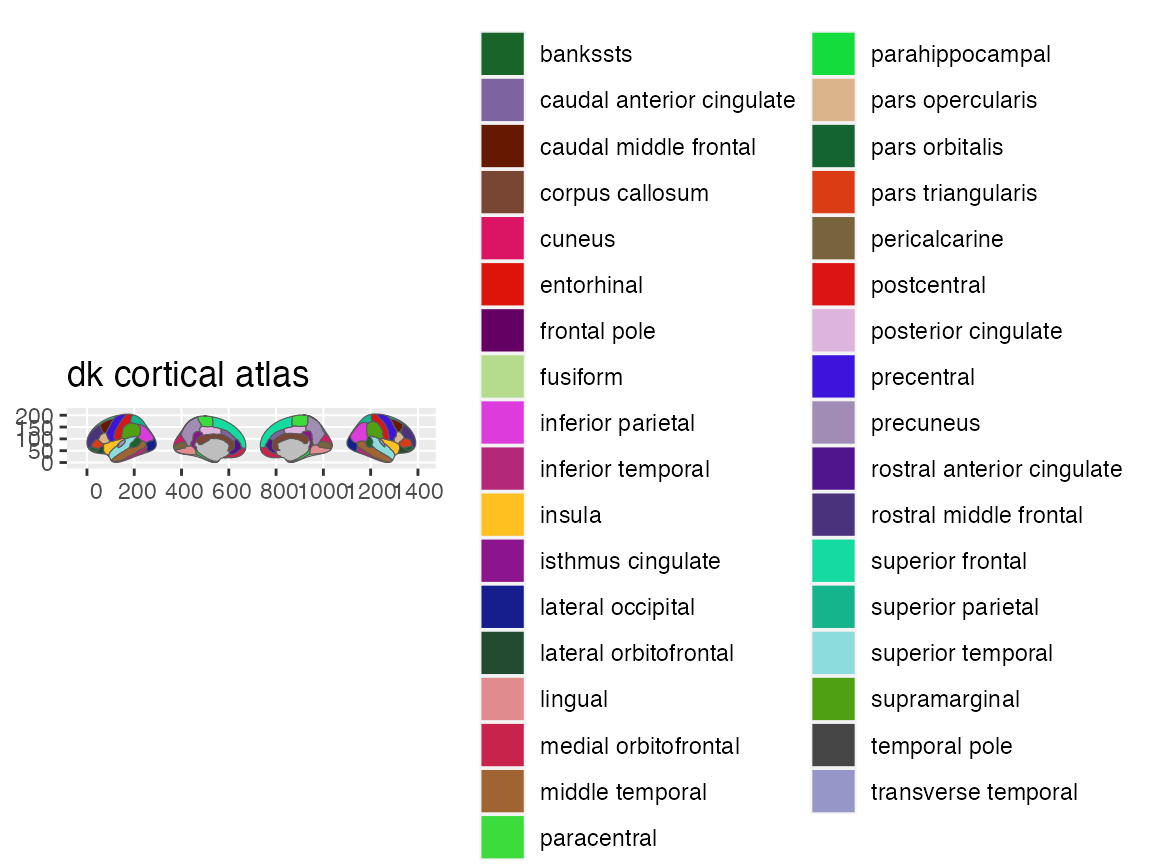 dk cortical atlas
200
150
100
50
0
0 200 400 600 800 1000 1200 1400
bankssts
caudal anterior cingulate
caudal middle frontal
corpus callosum
cuneus
entorhinal
frontal pole
fusiform
inferior parietal
inferior temporal
insula
isthmus cingulate
lateral occipital
lateral orbitofrontal
lingual
medial orbitofrontal
middle temporal
paracentral
parahippocampal
pars opercularis
pars orbitalis
pars triangularis
pericalcarine
postcentral
posterior cingulate
precentral
precuneus
rostral anterior cingulate
rostral middle frontal
superior frontal
superior parietal
superior temporal
supramarginal
temporal pole
transverse temporal